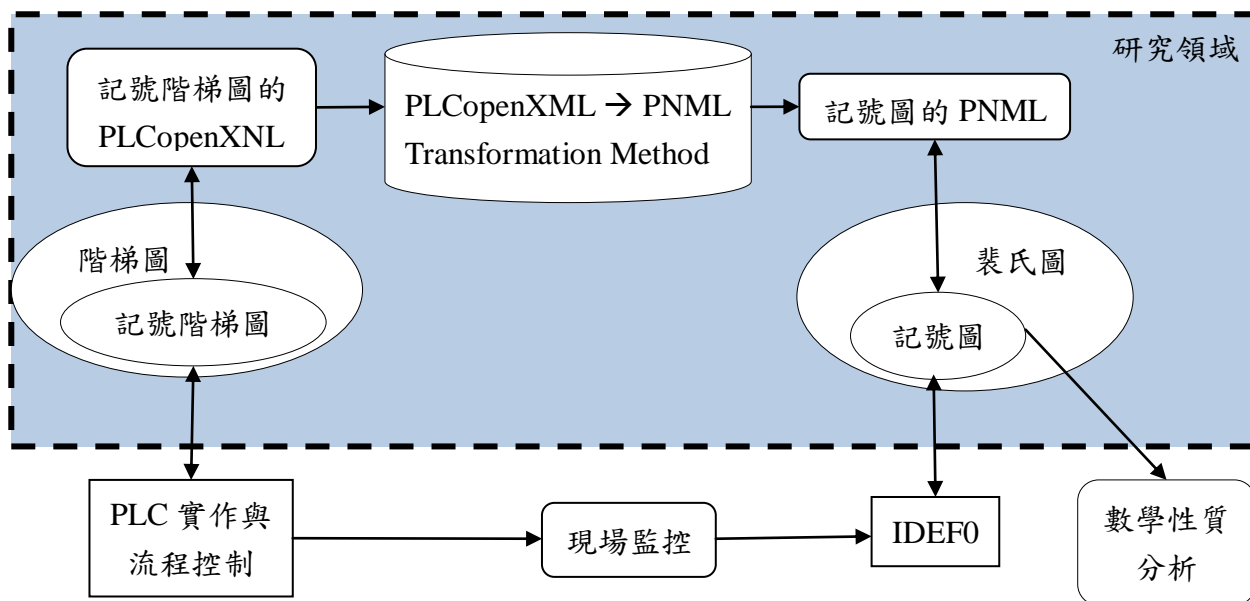 研究領域
記號階梯圖的
PLCopenXNL
PLCopenXML → PNML
Transformation Method
記號圖的 PNML
階梯圖
記號階梯圖
裴氏圖
記號圖
PLC 實作與
流程控制
現場監控
IDEF0
數學性質
分析